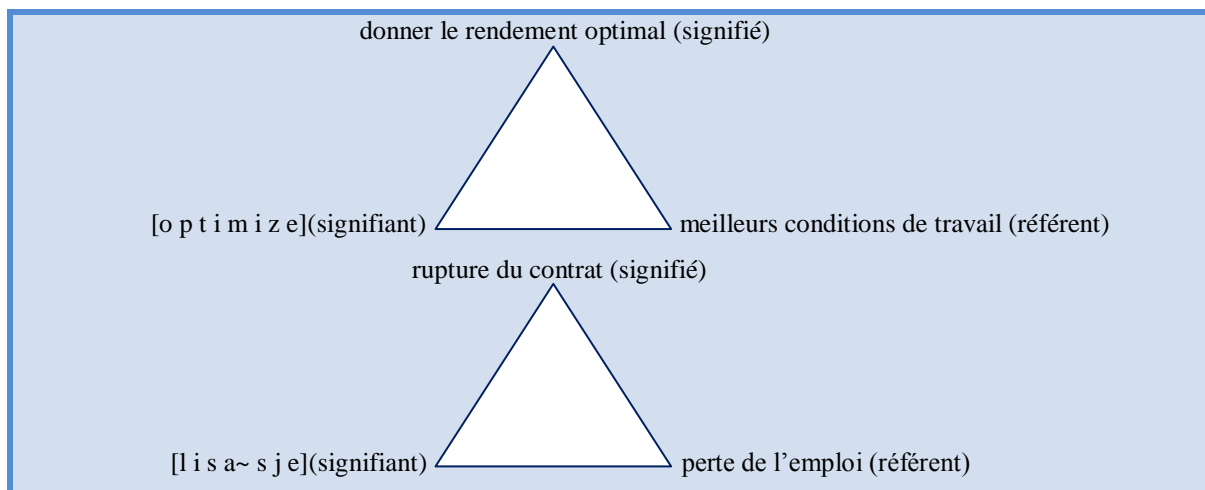 donner le rendement optimal (signifié)
[o p t i m i z e](signifiant) meilleurs conditions de travail (référent)
rupture du contrat (signifié)
[l i s a~ s j e](signifiant) perte de l’emploi (référent)